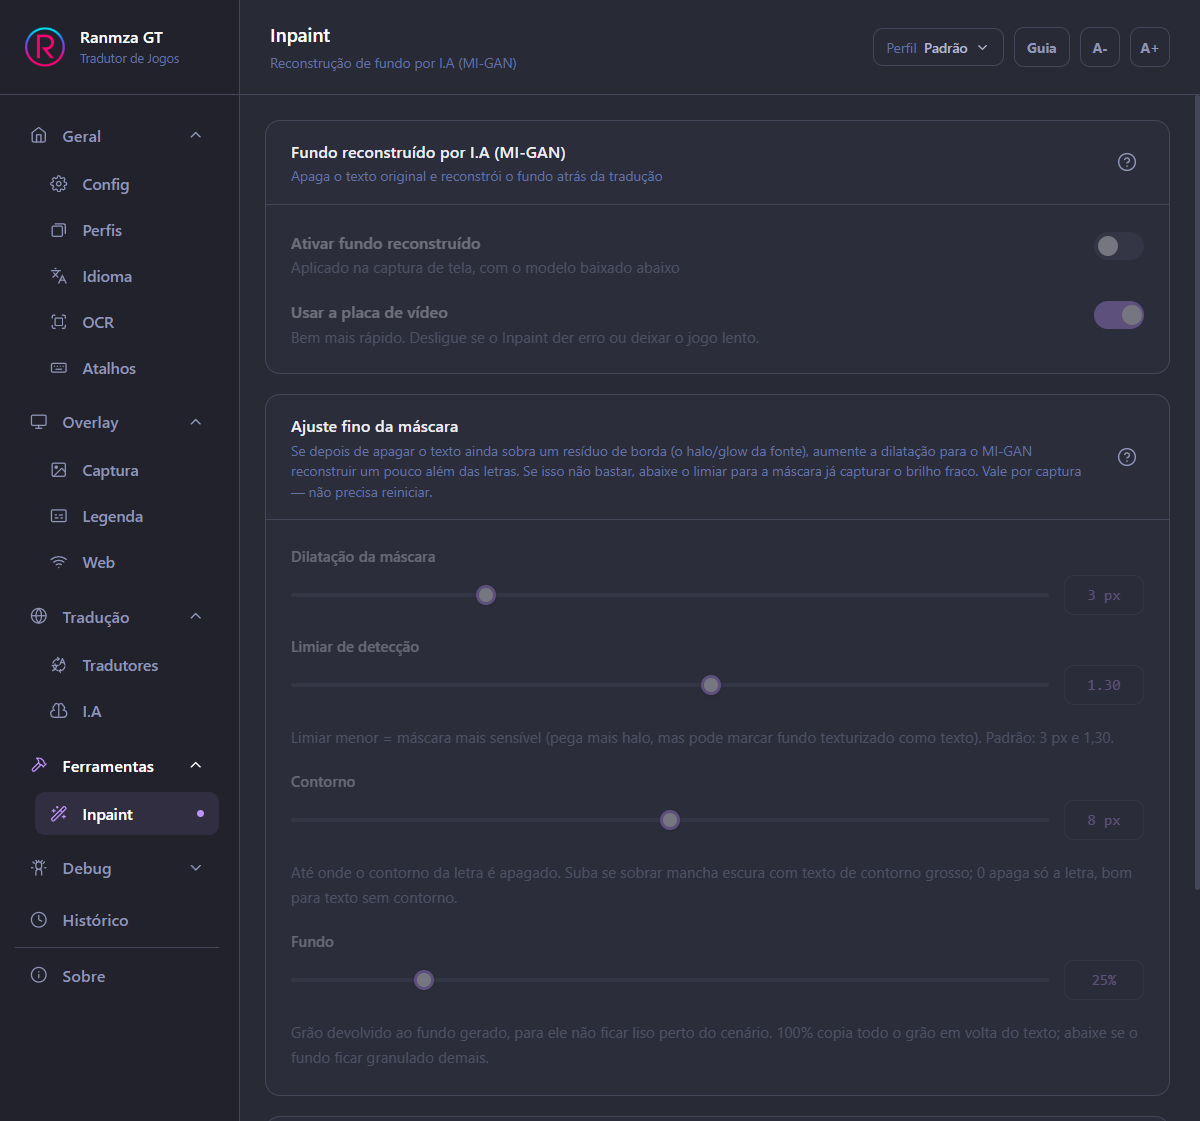 Ranmza GT
Tradutor de Jogos
Inpaint
Reconstrução de fundo por I.A (MI-GAN)
Perfil Padrão
Guia
A-
A+
Geral
Config
Perfis
Idioma
OCR
Atalhos
Overlay
Captura
Legenda
Web
Tradução
Tradutores
I.A
Ferramentas
Inpaint
Debug
Histórico
Sobre
Fundo reconstruído por I.A (MI-GAN)
Apaga o texto original e reconstrói o fundo atrás da tradução
Ativar fundo reconstruído
Aplicado na captura de tela, com o modelo baixado abaixo
Usar a placa de vídeo
Bem mais rápido. Desligue se o Inpaint der erro ou deixar o jogo lento.
Ajuste fino da máscara
Se depois de apagar o texto ainda sobra um resíduo de borda (o halo/glow da fonte), aumente a dilatação para o MI-GAN
reconstruir um pouco além das letras. Se isso não bastar, abaixe o limiar para a máscara já capturar o brilho fraco. Vale por captura
— não precisa reiniciar.
Dilatação da máscara
3 px
Limiar de detecção
1.30
Limiar menor = máscara mais sensível (pega mais halo, mas pode marcar fundo texturizado como texto). Padrão: 3 px e 1,30.
Contorno
8 px
Até onde o contorno da letra é apagado. Suba se sobrar mancha escura com texto de contorno grosso; 0 apaga só a letra, bom
para texto sem contorno.
Fundo
25%
Grão devolvido ao fundo gerado, para ele não ficar liso perto do cenário. 100% copia todo o grão em volta do texto; abaixe se o
fundo ficar granulado demais.